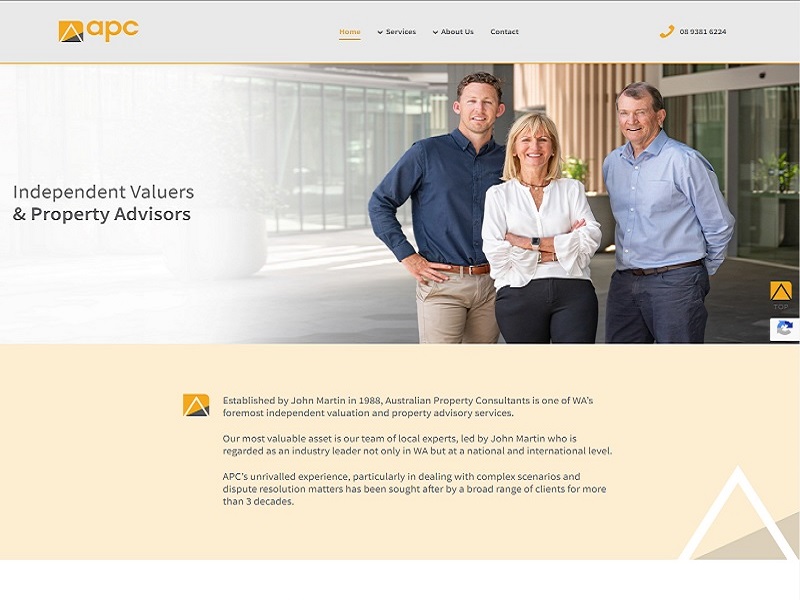 apc
Home
Services
About Us
Contact
08 9381 6224
Independent Valuers
& Property Advisors
TOP
Established by John Martin in 1988, Australian Property Consultants is one of WA's
foremost independent valuation and property advisory services.
Our most valuable asset is our team of local experts, led by John Martin who is
regarded as an industry leader not only in WA but at a national and international level.
APC's unrivalled experience, particularly in dealing with complex scenarios and
dispute resolution matters has been sought after by a broad range of clients for more
than 3 decades.